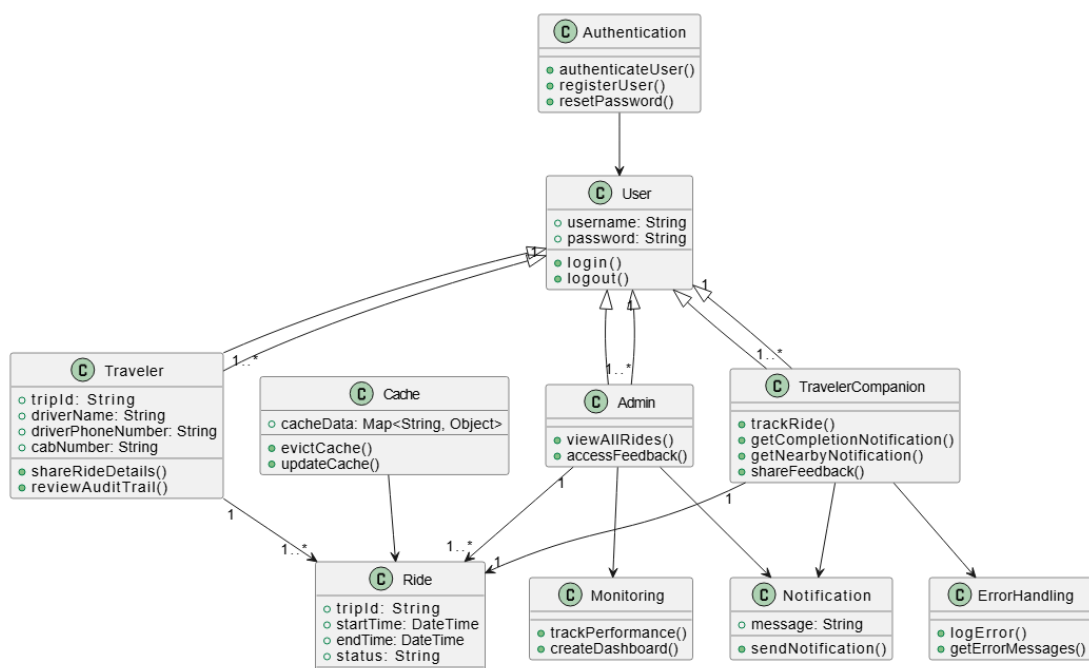 C Authentication
authenticateUser()
registerUser()
resetPassword()
C User
username: String
password: String
login()
logout()
1
1
1
1..*
1..*
1..*
C Traveler
tripId: String
driverName: String
driverPhoneNumber: String
cabNumber: String
shareRideDetails()
reviewAuditTrail()
C Cache
cacheData: Map<String, Object>
evictCache()
updateCache()
C Admin
viewAllRides()
accessFeedback()
C TravelerCompanion
trackRide()
getCompletionNotification()
getNearbyNotification()
shareFeedback()
1
1
1
1..*
1..*
1
C Ride
tripId: String
startTime: DateTime
endTime: DateTime
status: String
C Monitoring
trackPerformance()
createDashboard()
C Notification
message: String
sendNotification()
C ErrorHandling
logError()
getErrorMessages()